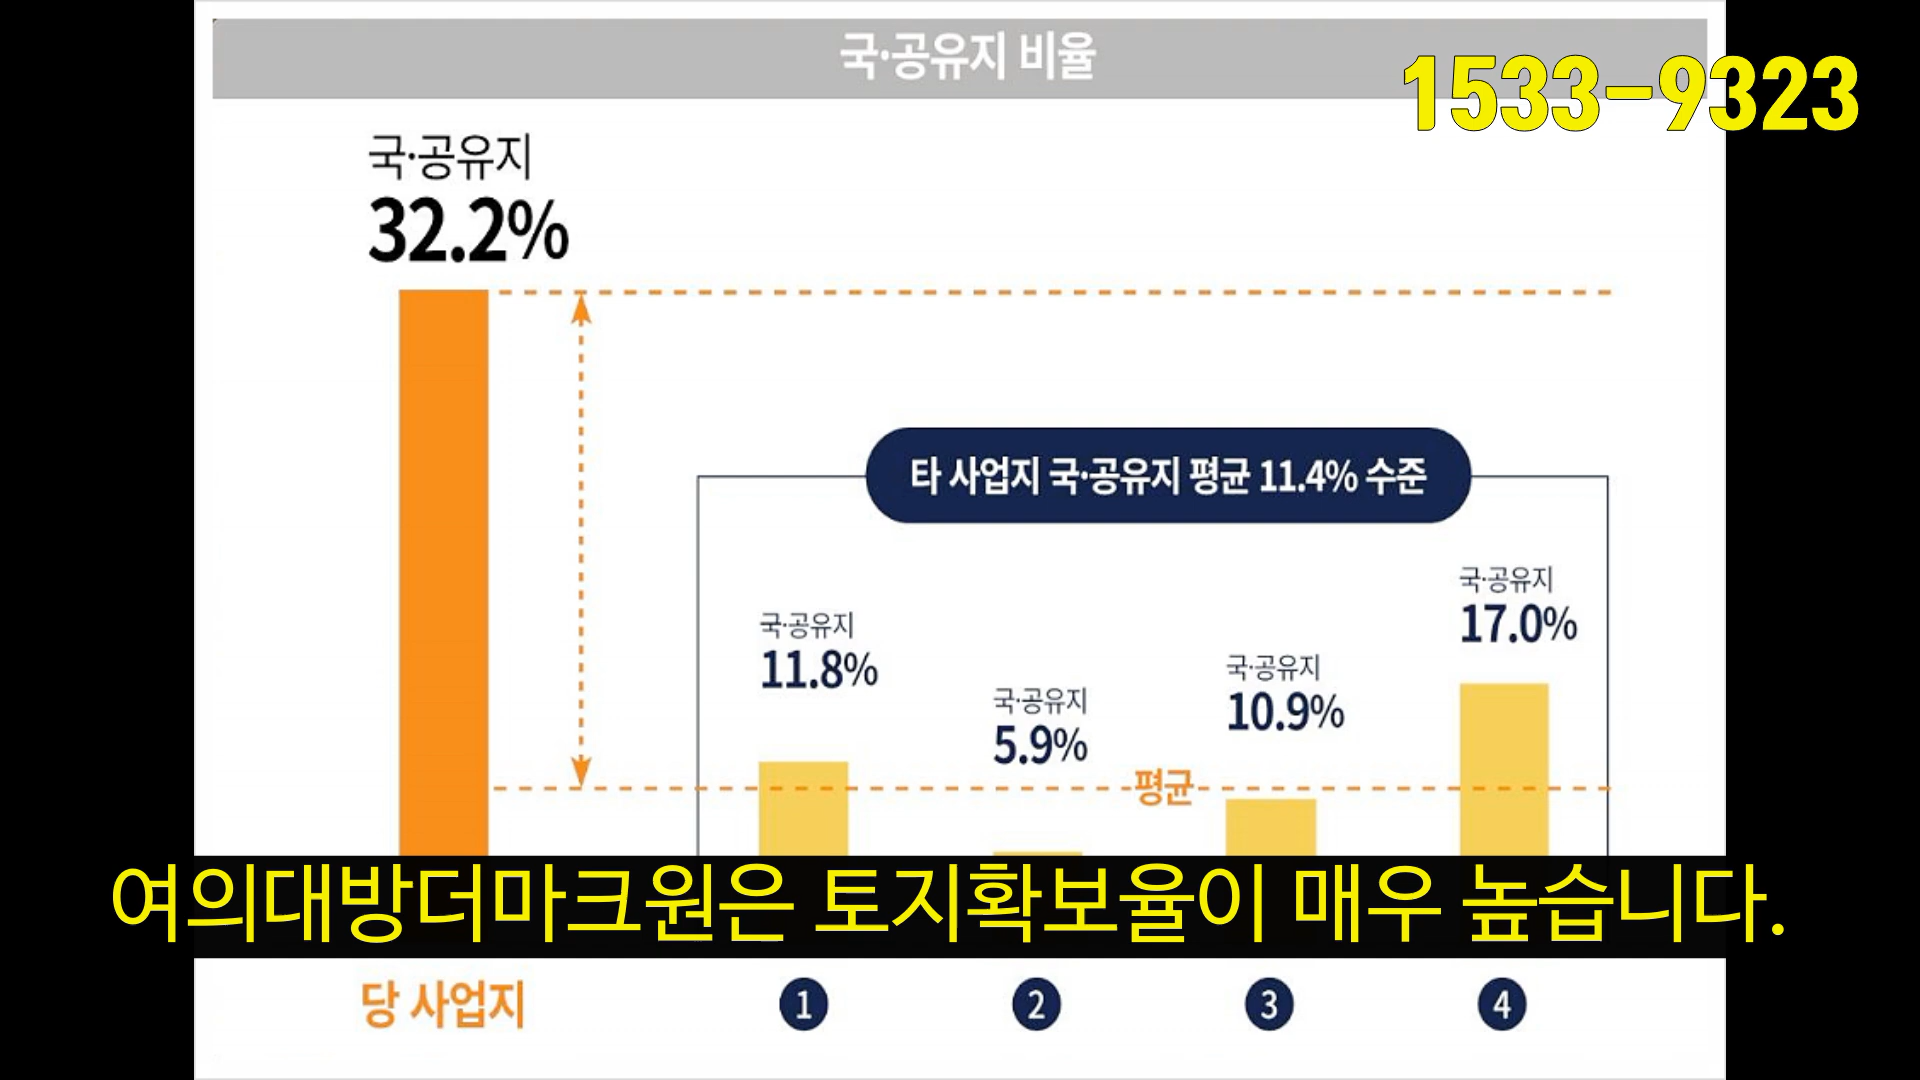 국·공유지 비율
1533-9323
국·공유지
32.2%
타 사업지 국·공유지 평균 11.4% 수준
국·공유지
17.0%
국·공유지
11.8%
국·공유지
10.9%
국·공유지
5.9%
평균
여의대방더마크원은 토지확보율이 매우 높습니다.
당 사업지
1
2
3
4